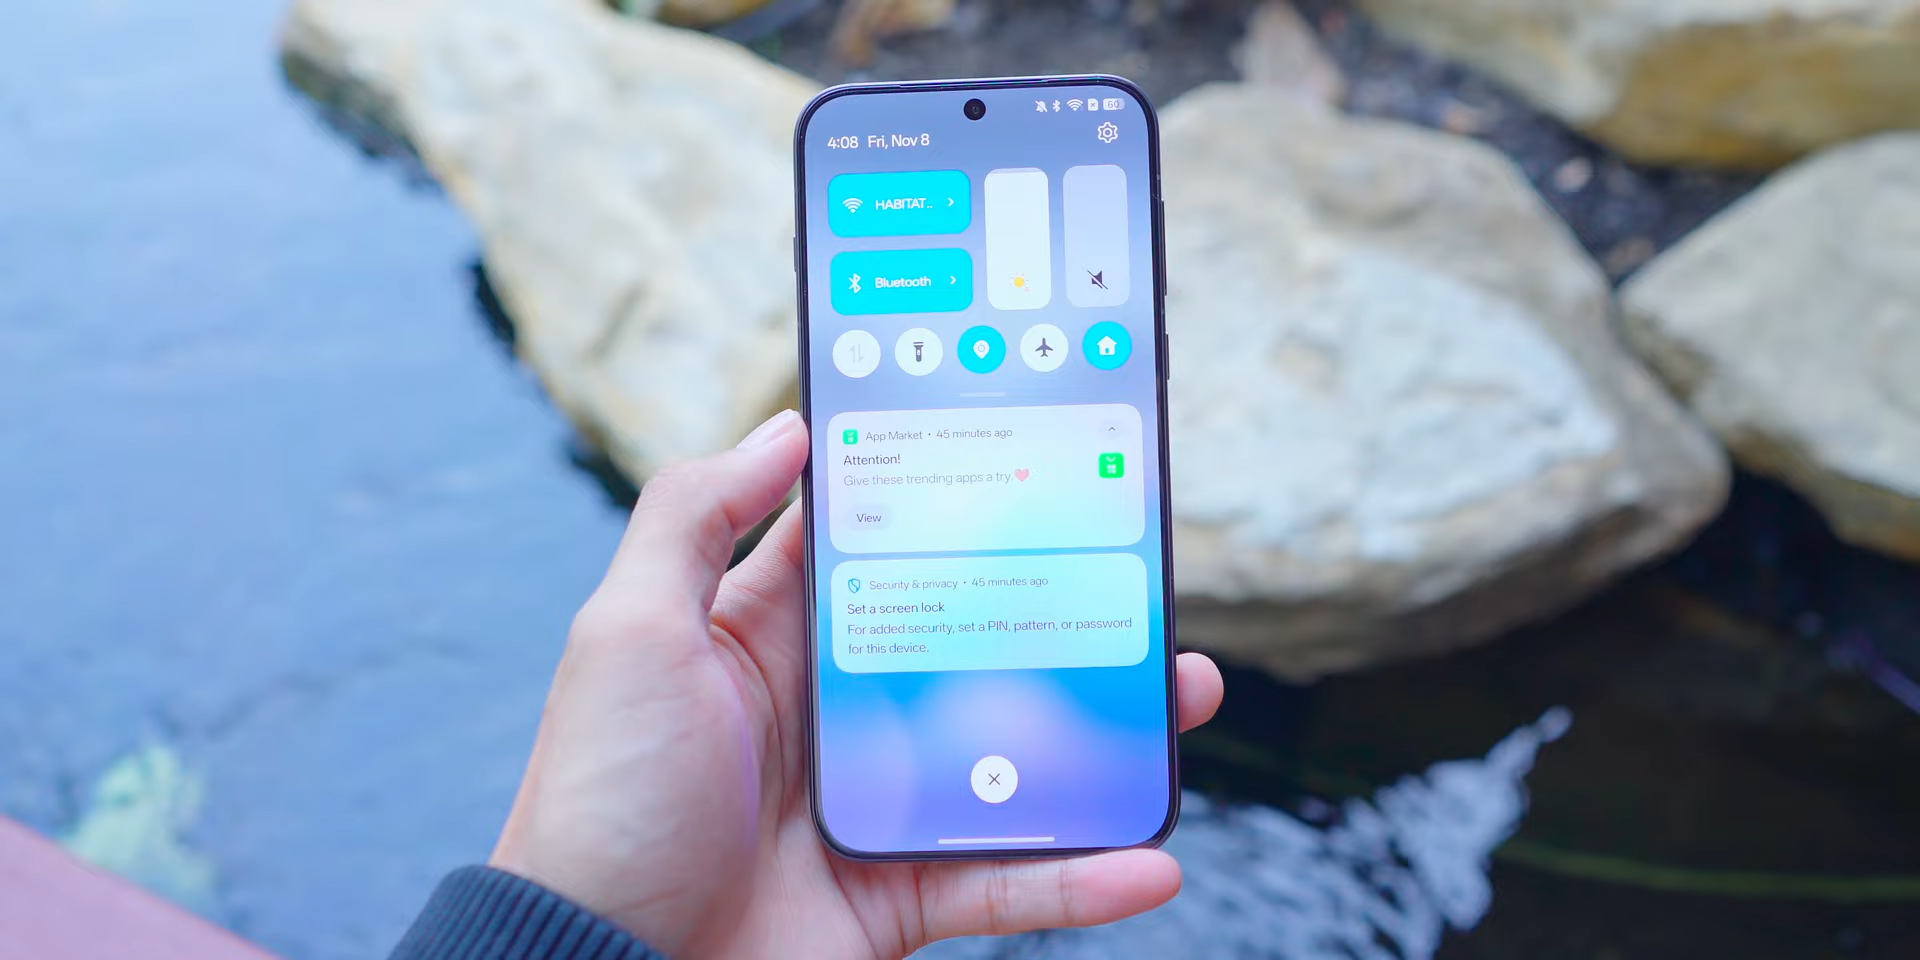 60
4:08 Fri, Nov 8
HABITAT..
Bluetooth
App Market • 45 minutes ago
Attention!
Give these trending apps a try ❤️
View
Security & privacy • 45 minutes ago
Set a screen lock
For added security, set a PIN, pattern, or password
for this device.